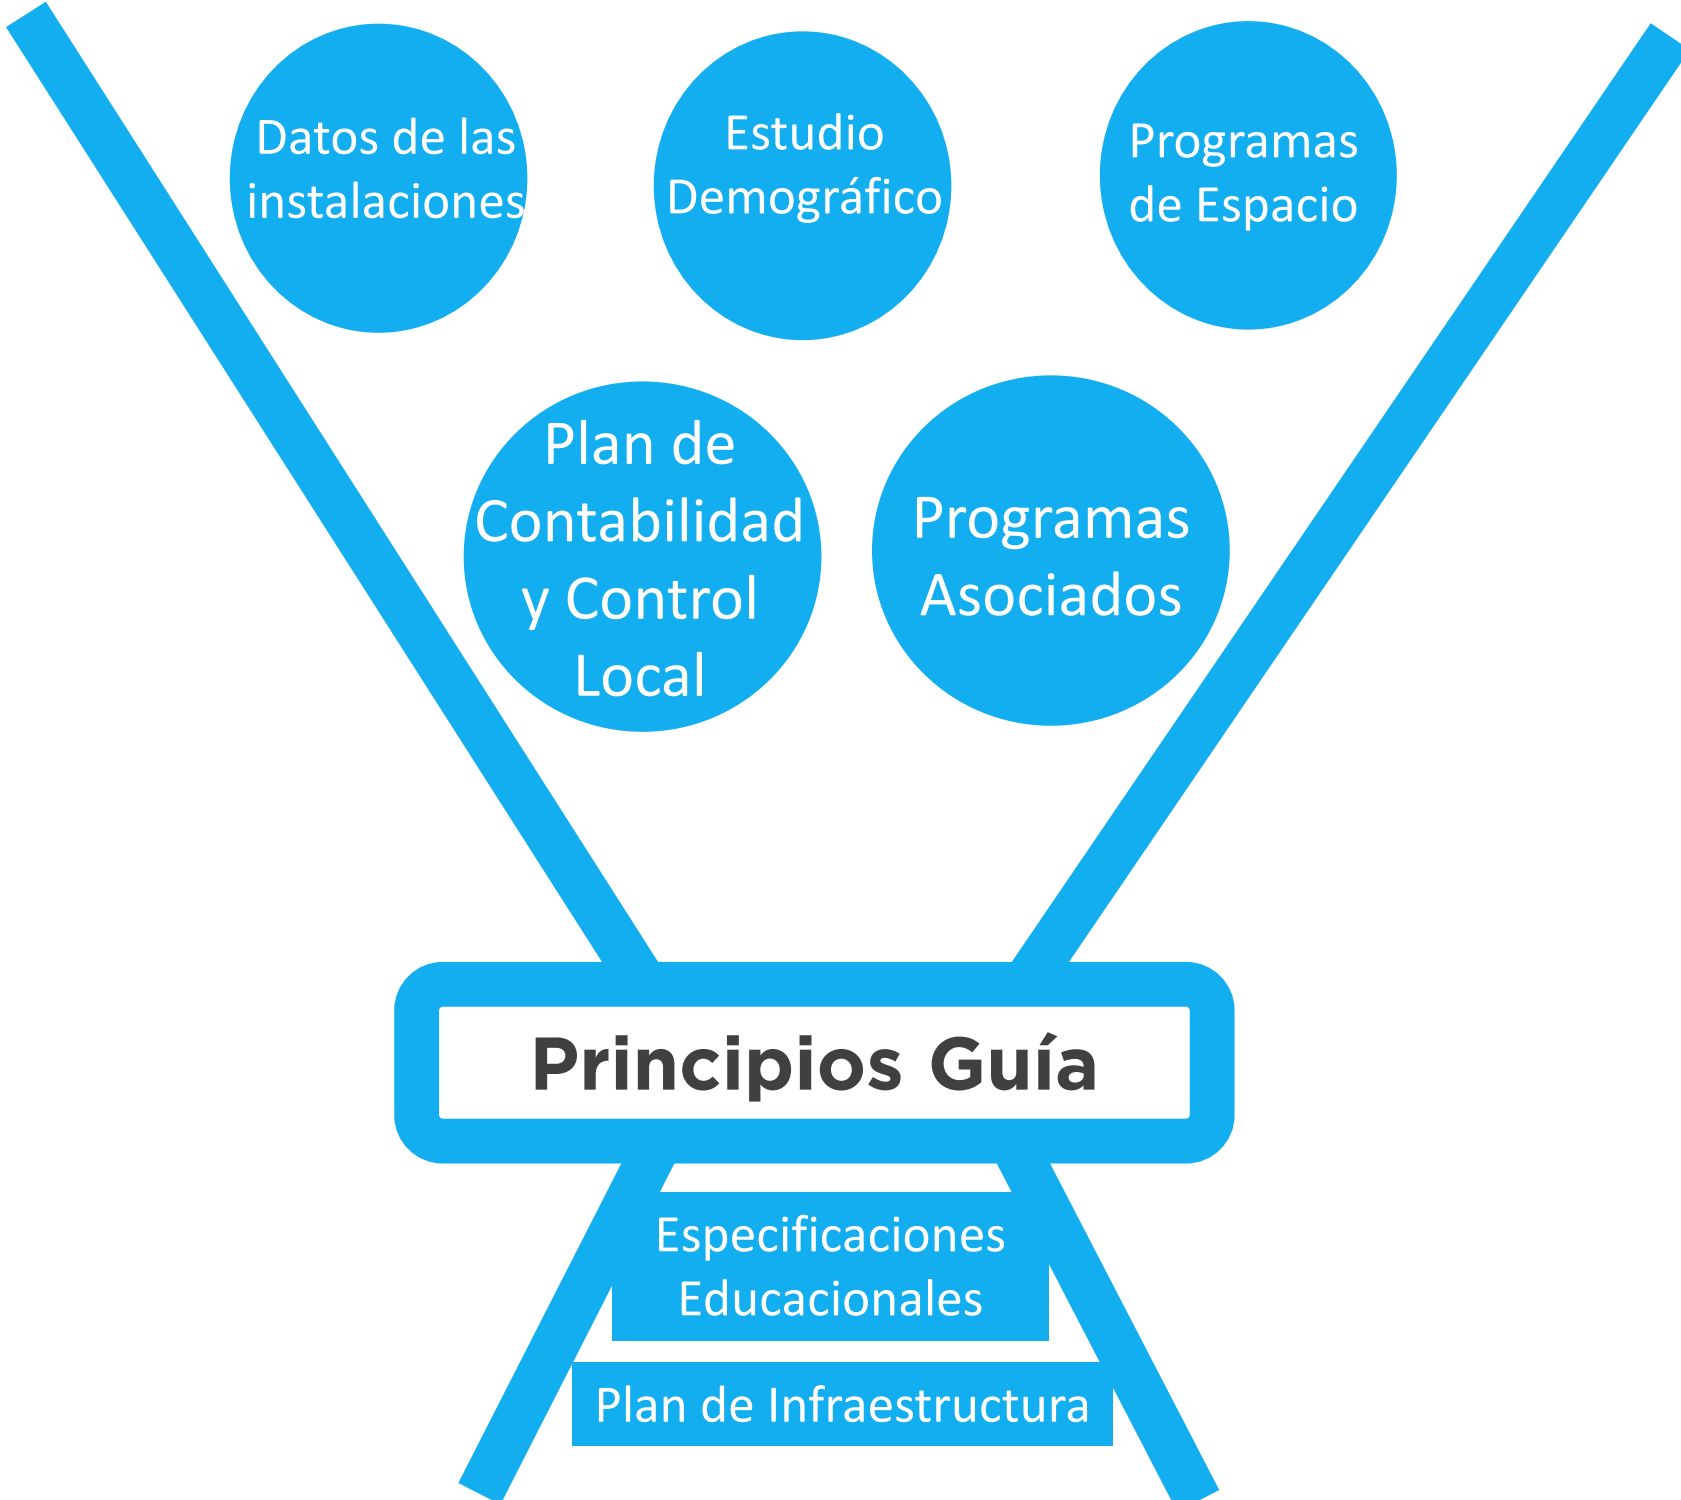 Datos de las
instalaciones
Estudio
Demográfico
Programas
de Espacio
Plan de
Contabilidad
y Control
Local
Programas
Asociados
Principios Guía
Especificaciones
Educacionales
Plan de Infraestructura